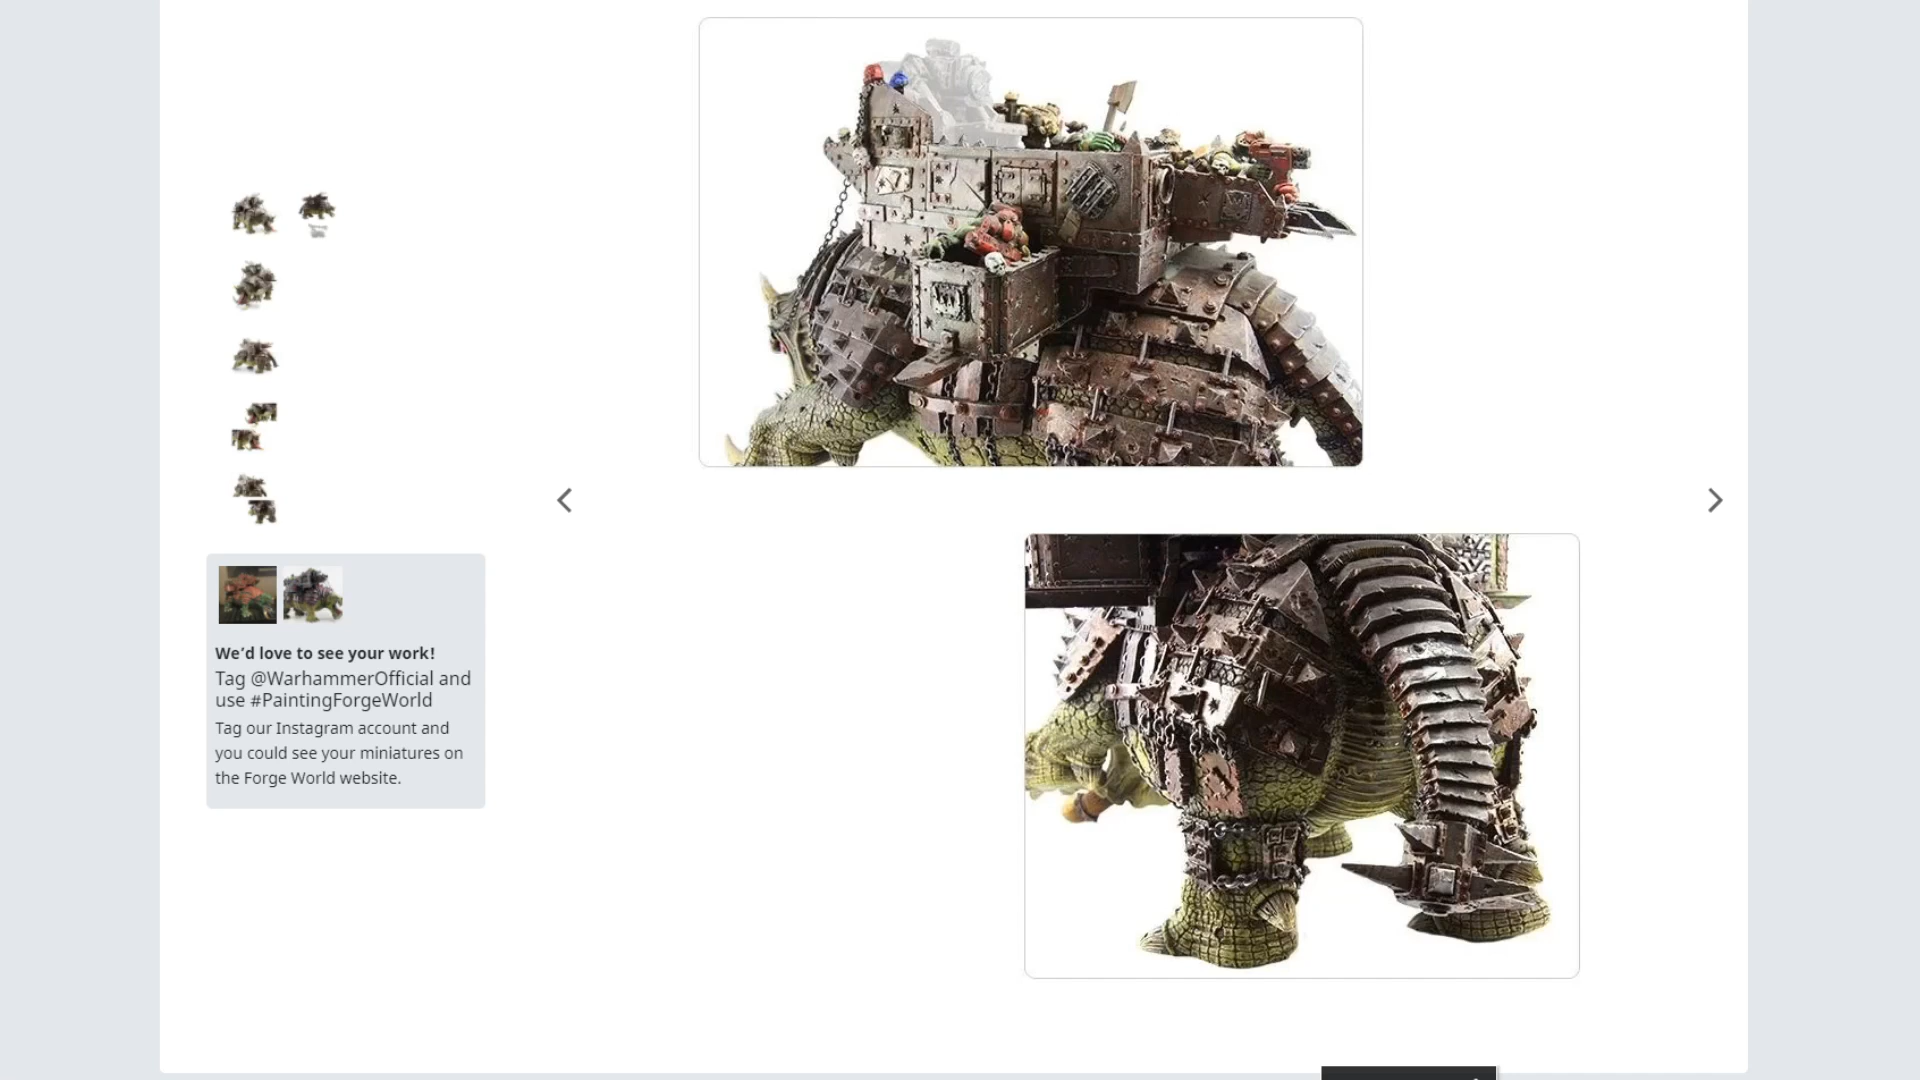 We’d love to see your work!
Tag @WarhammerOfficial and
use #PaintingForgeWorld
Tag our Instagram account and
you could see your miniatures on
the Forge World website.